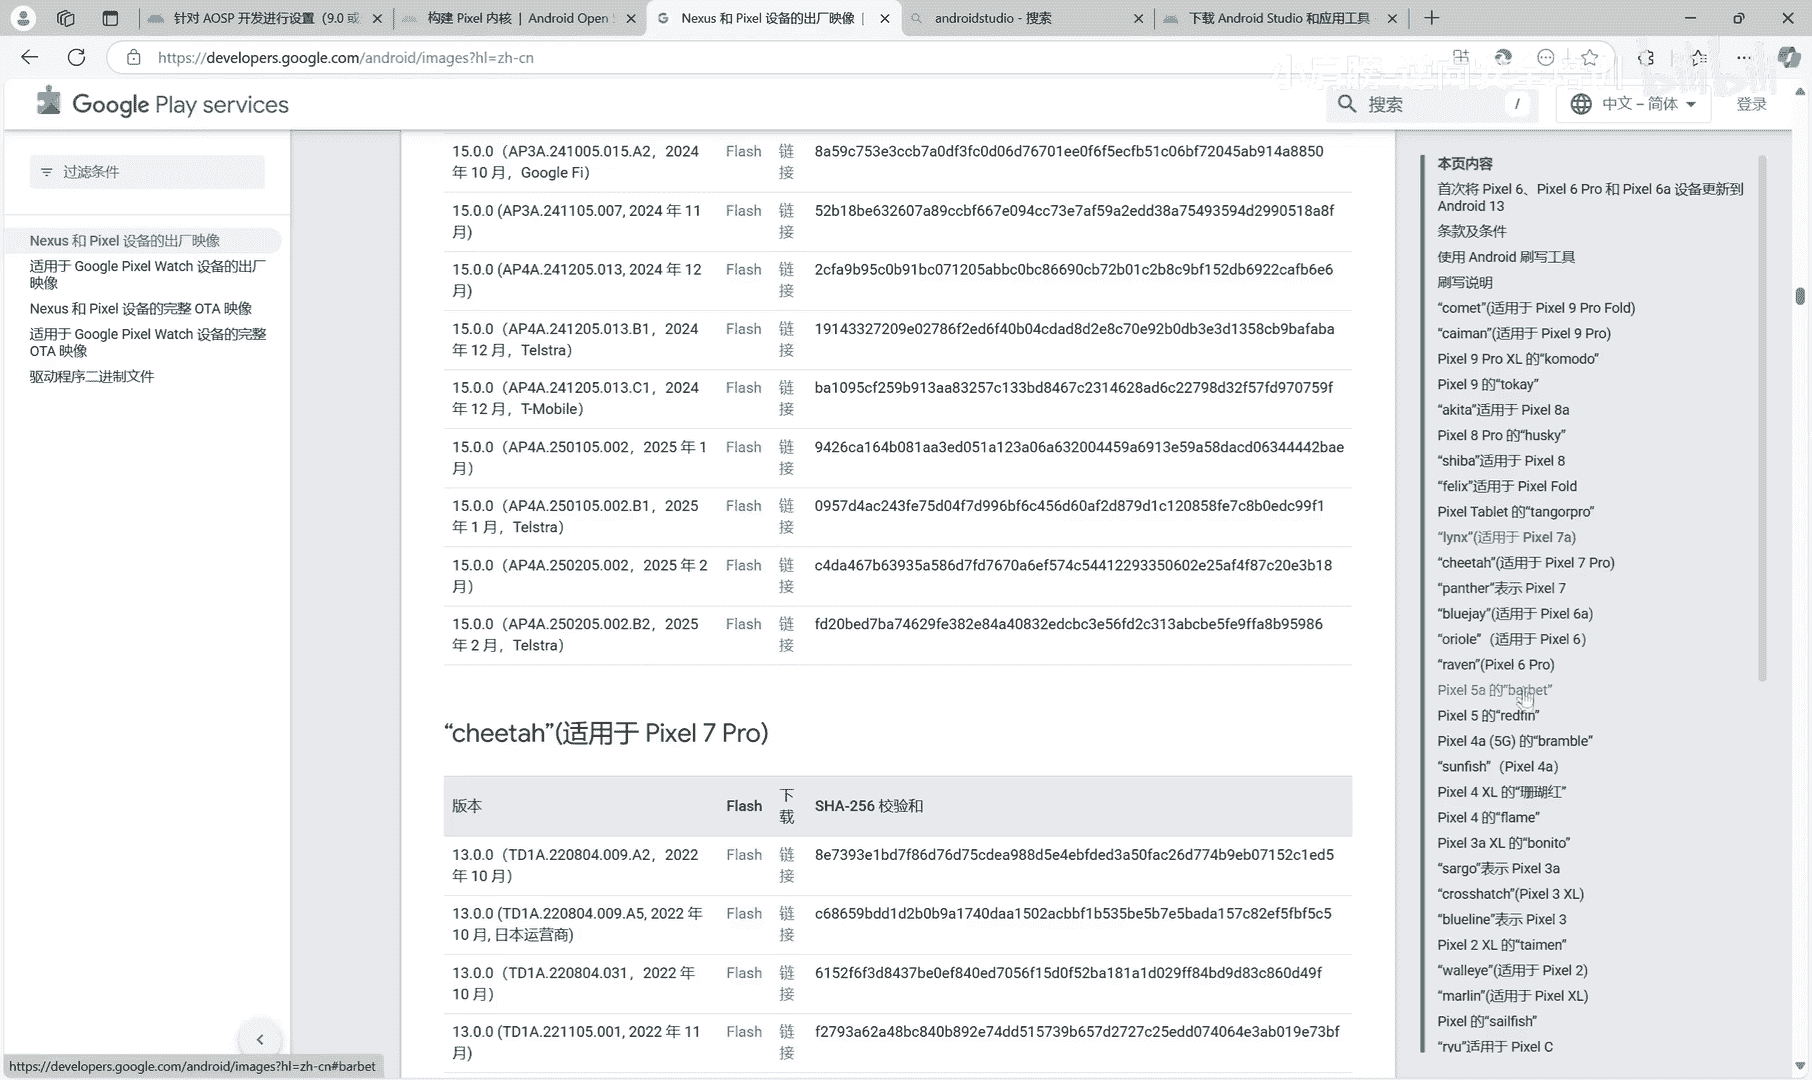 针对 AOSP 开发进行设置（9.0 或
构建 Pixel 内核 | Android Open
Nexus 和 Pixel 设备的出厂映像 |
androidstudio - 搜索
下载 Android Studio 和应用工具
https://developers.google.com/android/images?hl=zh-cn
Google Play services
搜索
/
中文 – 简体
登录
过滤条件
Nexus 和 Pixel 设备的出厂映像
适用于 Google Pixel Watch 设备的出厂
映像
Nexus 和 Pixel 设备的完整 OTA 映像
适用于 Google Pixel Watch 设备的完整
OTA 映像
驱动程序二进制文件
15.0.0（AP3A.241005.015.A2，2024
年 10 月，Google Fi）
Flash
链
接
8a59c753e3ccb7a0df3fc0d06d76701ee0f6f5ecfb51c06bf72045ab914a8850
15.0.0 (AP3A.241105.007, 2024 年 11
月)
Flash
链
接
52b18be632607a89ccbf667e094cc73e7af59a2edd38a75493594d2990518a8f
15.0.0 (AP4A.241205.013, 2024 年 12
月)
Flash
链
接
2cfa9b95c0b91bc071205abbc0bc86690cb72b01c2b8c9bf152db6922cafb6e6
15.0.0（AP4A.241205.013.B1，2024
年 12 月，Telstra）
Flash
链
接
19143327209e02786f2ed6f40b04cdad8d2e8c70e92b0db3e3d1358cb9bafaba
15.0.0（AP4A.241205.013.C1，2024
年 12 月，T-Mobile）
Flash
链
接
ba1095cf259b913aa83257c133bd8467c2314628ad6c22798d32f57fd970759f
15.0.0（AP4A.250105.002，2025 年 1
月）
Flash
链
接
9426ca164b081aa3ed051a123a06a632004459a6913e59a58dacd06344442bae
15.0.0（AP4A.250105.002.B1，2025
年 1 月，Telstra）
Flash
链
接
0957d4ac243fe75d04f7d996bf6c456d60af2d879d1c120858fe7c8b0edc99f1
15.0.0（AP4A.250205.002，2025 年 2
月）
Flash
链
接
c4da467b63935a586d7fd7670a6ef574c54412293350602e25af4f87c20e3b18
15.0.0（AP4A.250205.002.B2，2025
年 2 月，Telstra）
Flash
链
接
fd20bed7ba74629fe382e84a40832edcbc3e56fd2c313abcbe5fe9ffa8b95986
“cheetah”(适用于 Pixel 7 Pro)
版本
Flash
下
载
SHA-256 校验和
13.0.0（TD1A.220804.009.A2，2022
年 10 月）
Flash
链
接
8e7393e1bd7f86d76d75cdea988d5e4ebfded3a50fac26d774b9eb07152c1ed5
13.0.0 (TD1A.220804.009.A5, 2022 年
10 月, 日本运营商)
Flash
链
接
c68659bdd1d2b0b9a1740daa1502acbbf1b535be5b7e5bada157c82ef5fbf5c5
13.0.0（TD1A.220804.031，2022 年
10 月）
Flash
链
接
6152f6f3d8437be0ef840ed7056f15d0f52ba181a1d029ff84bd9d83c860d49f
13.0.0 (TD1A.221105.001, 2022 年 11
月)
Flash
链
接
f2793a62a48bc840b892e74dd515739b657d2727c25edd074064e3ab019e73bf
本页内容
首次将 Pixel 6、Pixel 6 Pro 和 Pixel 6a 设备更新到
Android 13
条款及条件
使用 Android 刷写工具
刷写说明
“comet”(适用于 Pixel 9 Pro Fold)
“caiman”(适用于 Pixel 9 Pro)
Pixel 9 Pro XL 的“komodo”
Pixel 9 的“tokay”
“akita”适用于 Pixel 8a
Pixel 8 Pro 的“husky”
“shiba”适用于 Pixel 8
“felix”适用于 Pixel Fold
Pixel Tablet 的“tangorpro”
“lynx”(适用于 Pixel 7a)
“cheetah”(适用于 Pixel 7 Pro)
“panther”表示 Pixel 7
“bluejay”(适用于 Pixel 6a)
“oriole”（适用于 Pixel 6）
“raven”(Pixel 6 Pro)
Pixel 5a 的“barbet”
Pixel 5 的“redfin”
Pixel 4a (5G) 的“bramble”
“sunfish”（Pixel 4a）
Pixel 4 XL 的“珊瑚红”
Pixel 4 的“flame”
Pixel 3a XL 的“bonito”
“sargo”表示 Pixel 3a
“crosshatch”(Pixel 3 XL)
“blueline”表示 Pixel 3
Pixel 2 XL 的“taimen”
“walleye”(适用于 Pixel 2)
“marlin”(适用于 Pixel XL)
Pixel 的“sailfish”
“ryu”适用于 Pixel C
https://developers.google.com/android/images?hl=zh-cn#barbet